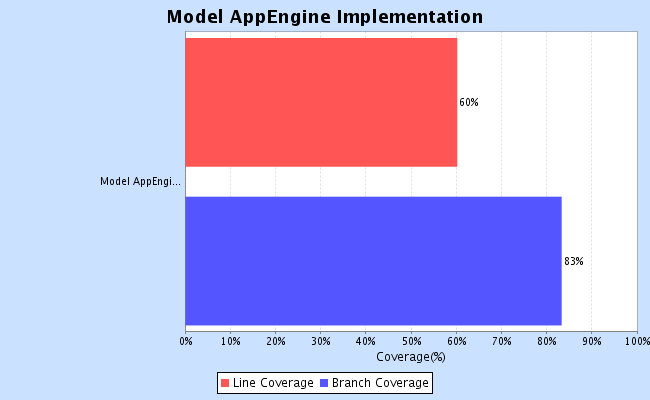 Model AppEngine Implementation
60%
Model AppEngi...
83%
0% 10% 20% 30% 40% 50% 60% 70% 80% 90% 100%
Coverage(%)
Line Coverage Branch Coverage